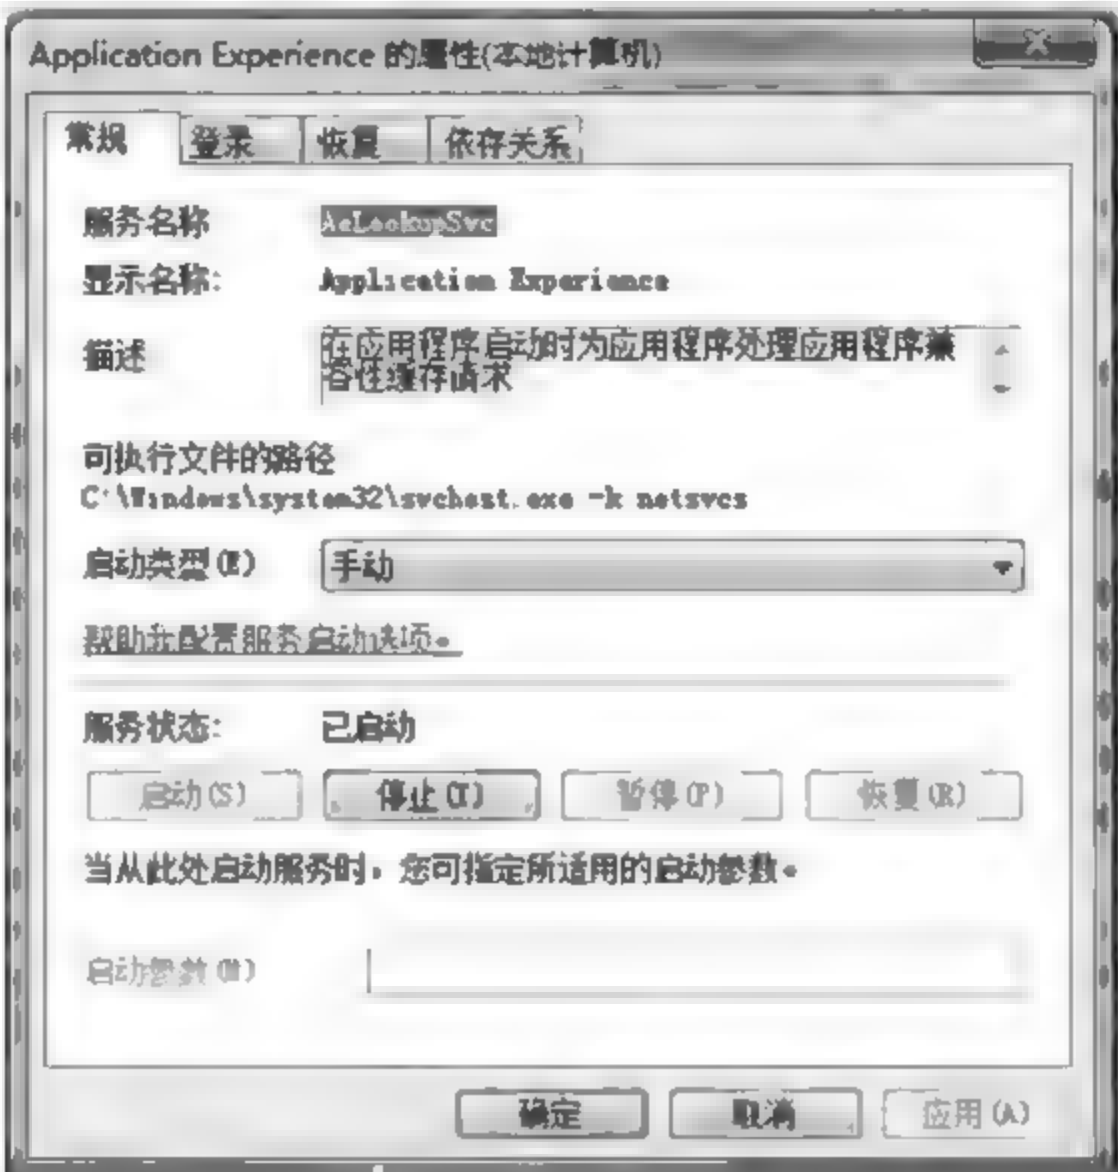 Application Experience 的属性(本地计算机)
常规 登录 恢复 依存关系
服务名称 AeLookupSvc
显示名称: Application Experience
描述 在应用程序启动时为应用程序处理应用程序兼
容性缓存请求
可执行文件的路径
C:\Windows\system32\svchost.exe -k netsvcs
启动类型(E) 手动
帮助我配置服务启动选项。
服务状态: 已启动
启动(S) 停止(T) 暂停(P) 恢复(R)
当从此处启动服务时，您可指定所适用的启动参数。
启动参数(M)
确定 取消 应用(A)